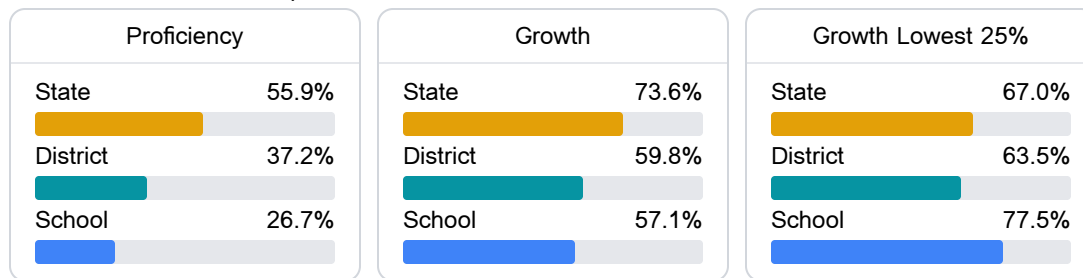 Proficiency
State 55.9%
District 37.2%
School 26.7%
Growth
State 73.6%
District 59.8%
School 57.1%
Growth Lowest 25%
State 67.0%
District 63.5%
School 77.5%